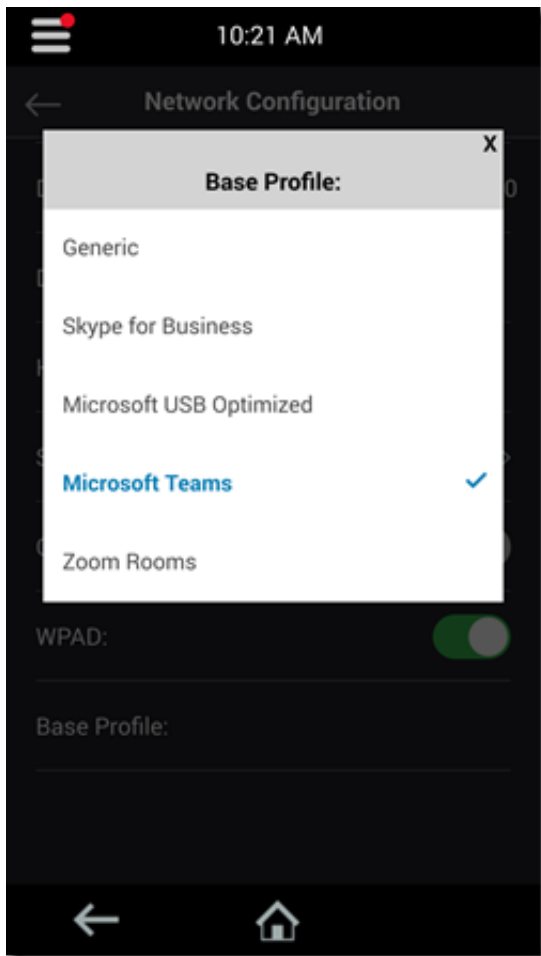 10:21 AM
Network Configuration
X
Base Profile:
0
Generic
Skype for Business
Microsoft USB Optimized
Microsoft Teams
Zoom Rooms
WPAD:
Base Profile: